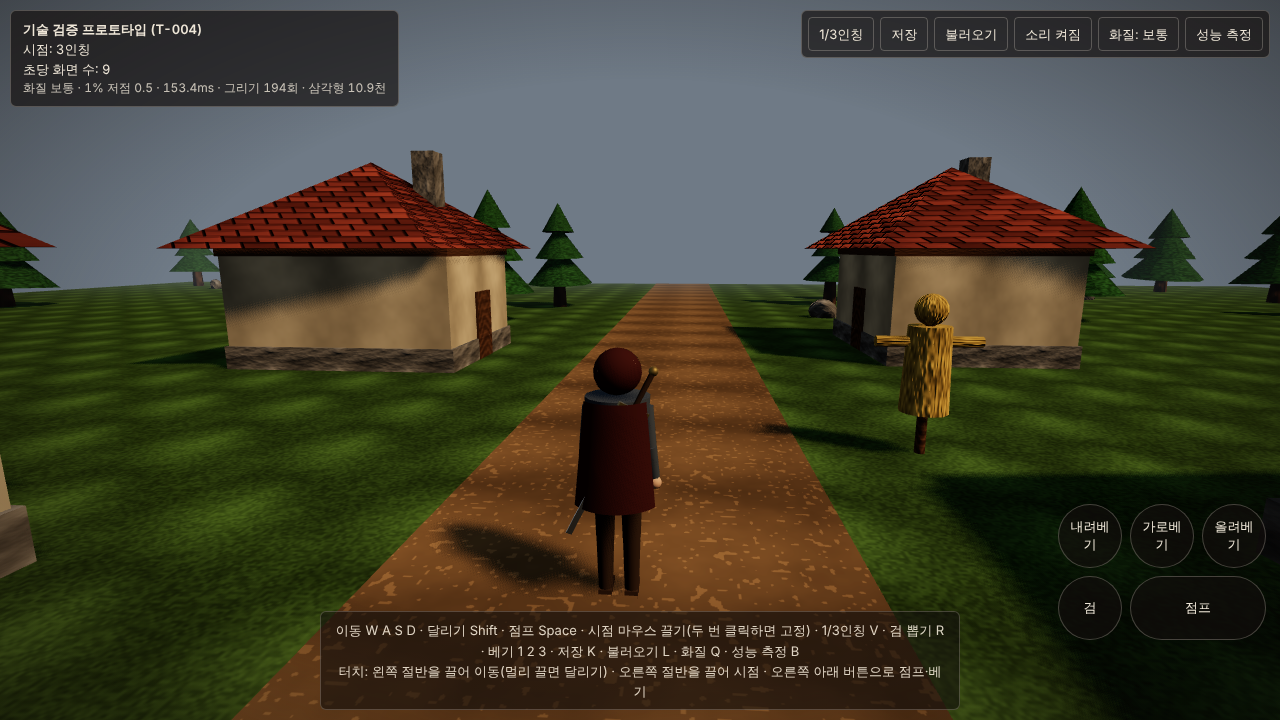 기술 검증 프로토타입 (T-004)
시점: 3인칭
초당 화면 수: 9
화질 보통 · 1% 저점 0.5 · 153.4ms · 그리기 194회 · 삼각형 10.9천
1/3인칭
저장
불러오기
소리 켜짐
화질: 보통
성능 측정
내려베
기
가로베
기
올려베
기
검
점프
이동 W A S D · 달리기 Shift · 점프 Space · 시점 마우스 끌기(두 번 클릭하면 고정) · 1/3인칭 V · 검 뽑기 R
· 베기 1 2 3 · 저장 K · 불러오기 L · 화질 Q · 성능 측정 B
터치: 왼쪽 절반을 끌어 이동(멀리 끌면 달리기) · 오른쪽 절반을 끌어 시점 · 오른쪽 아래 버튼으로 점프·베
기